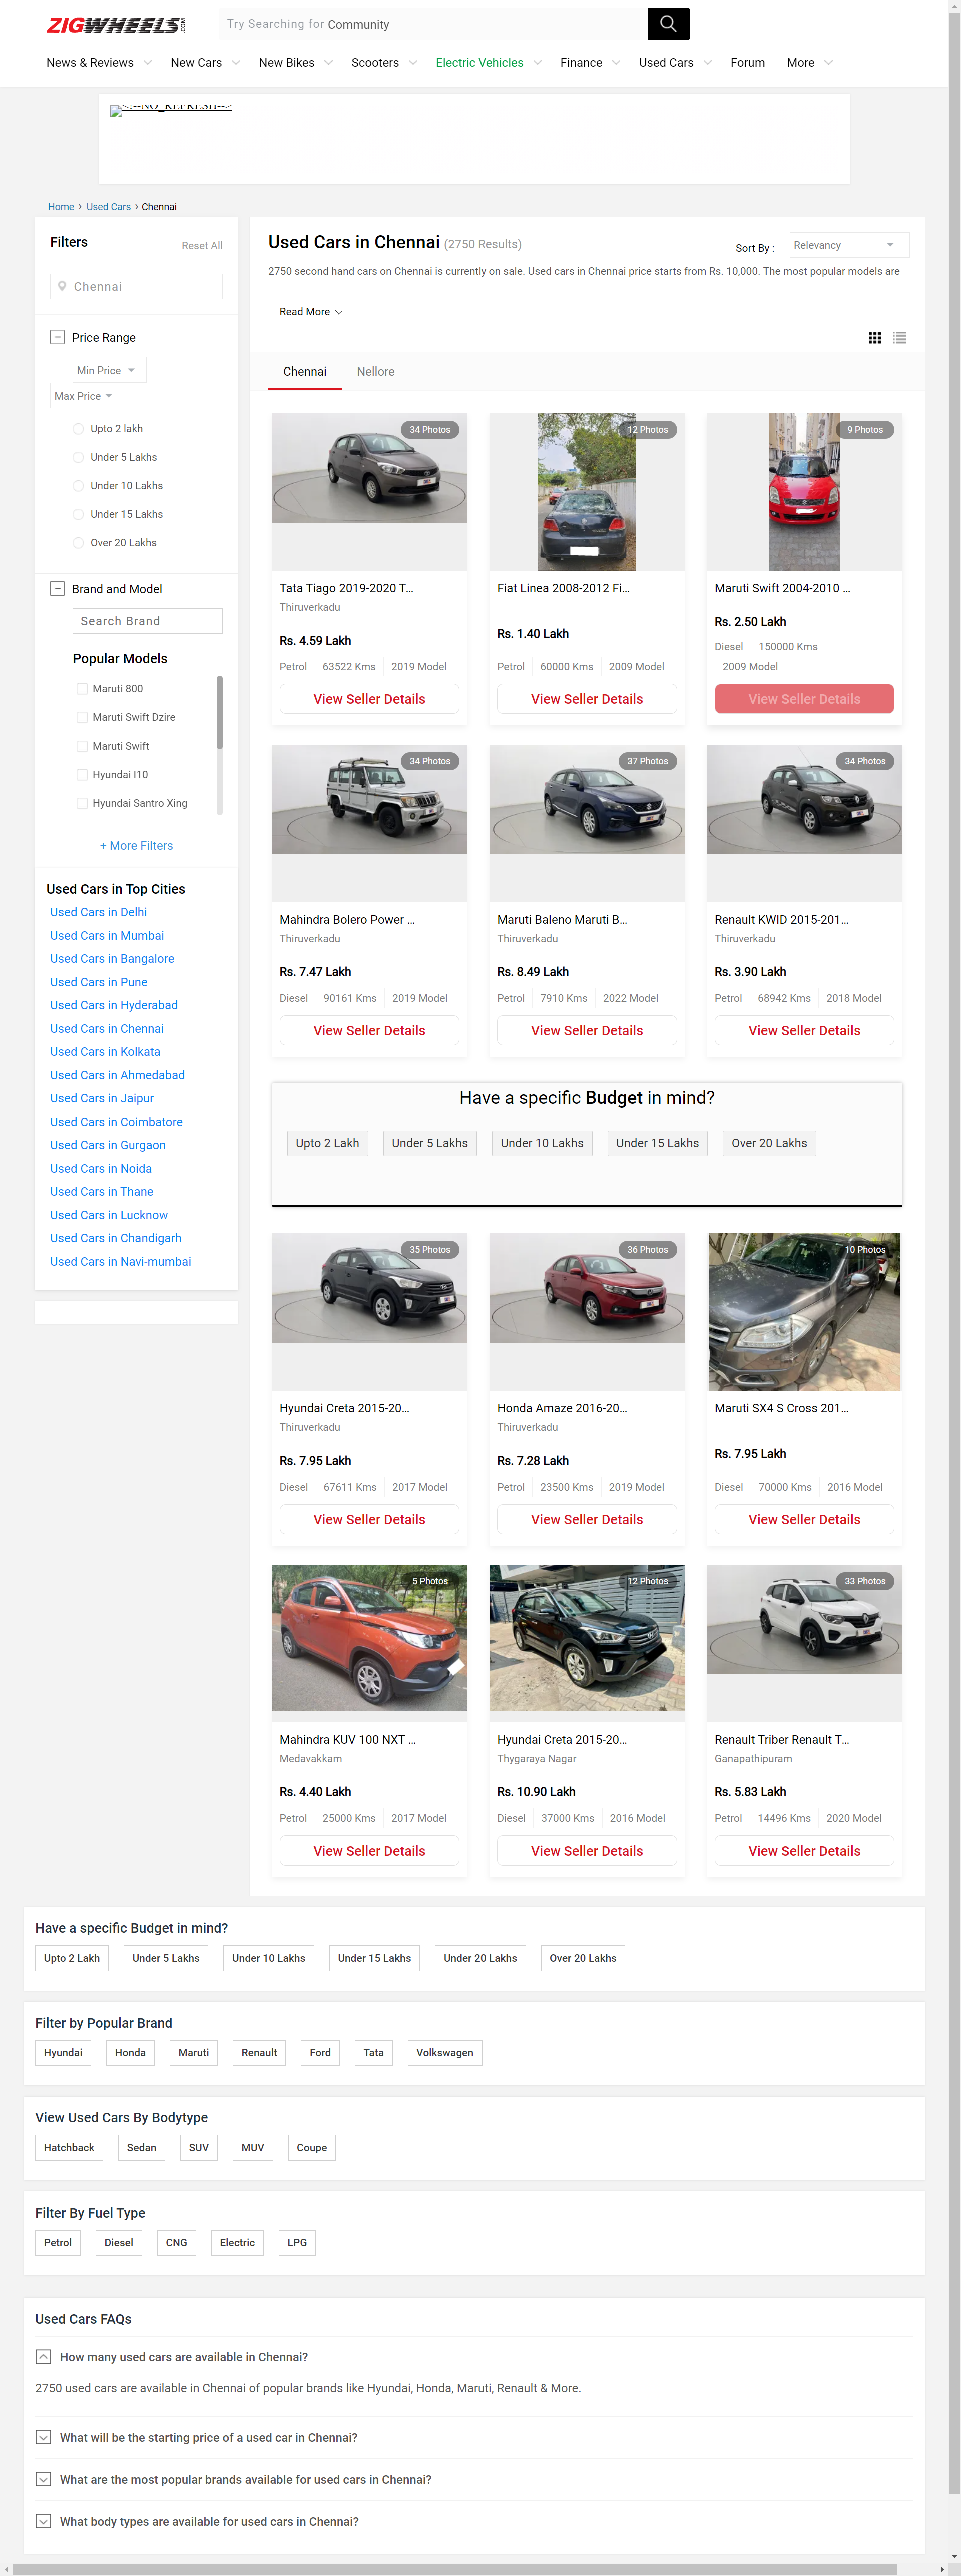 ZIGWHEELS.COM
Try Searching for Community
News & Reviews
New Cars
New Bikes
Scooters
Electric Vehicles
Finance
Used Cars
Forum
More
<!--NO_REFRESH-->
Home › Used Cars › Chennai
Filters
Reset All
Chennai
Price Range
Min Price
Max Price
Upto 2 lakh
Under 5 Lakhs
Under 10 Lakhs
Under 15 Lakhs
Over 20 Lakhs
Brand and Model
Search Brand
Popular Models
Maruti 800
Maruti Swift Dzire
Maruti Swift
Hyundai I10
Hyundai Santro Xing
+ More Filters
Used Cars in Top Cities
Used Cars in Delhi
Used Cars in Mumbai
Used Cars in Bangalore
Used Cars in Pune
Used Cars in Hyderabad
Used Cars in Chennai
Used Cars in Kolkata
Used Cars in Ahmedabad
Used Cars in Jaipur
Used Cars in Coimbatore
Used Cars in Gurgaon
Used Cars in Noida
Used Cars in Thane
Used Cars in Lucknow
Used Cars in Chandigarh
Used Cars in Navi-mumbai
Used Cars in Chennai (2750 Results)
Sort By :
Relevancy
2750 second hand cars on Chennai is currently on sale. Used cars in Chennai price starts from Rs. 10,000. The most popular models are
Read More
Chennai
Nellore
34 Photos
Tata Tiago 2019-2020 T...
Thiruverkadu
Rs. 4.59 Lakh
Petrol 63522 Kms 2019 Model
View Seller Details
12 Photos
Fiat Linea 2008-2012 Fi...
Rs. 1.40 Lakh
Petrol 60000 Kms 2009 Model
View Seller Details
9 Photos
Maruti Swift 2004-2010 ...
Rs. 2.50 Lakh
Diesel 150000 Kms
2009 Model
View Seller Details
34 Photos
Mahindra Bolero Power ...
Thiruverkadu
Rs. 7.47 Lakh
Diesel 90161 Kms 2019 Model
View Seller Details
37 Photos
Maruti Baleno Maruti B...
Thiruverkadu
Rs. 8.49 Lakh
Petrol 7910 Kms 2022 Model
View Seller Details
34 Photos
Renault KWID 2015-201...
Thiruverkadu
Rs. 3.90 Lakh
Petrol 68942 Kms 2018 Model
View Seller Details
Have a specific Budget in mind?
Upto 2 Lakh
Under 5 Lakhs
Under 10 Lakhs
Under 15 Lakhs
Over 20 Lakhs
35 Photos
Hyundai Creta 2015-20...
Thiruverkadu
Rs. 7.95 Lakh
Diesel 67611 Kms 2017 Model
View Seller Details
36 Photos
Honda Amaze 2016-20...
Thiruverkadu
Rs. 7.28 Lakh
Petrol 23500 Kms 2019 Model
View Seller Details
10 Photos
Maruti SX4 S Cross 201...
Rs. 7.95 Lakh
Diesel 70000 Kms 2016 Model
View Seller Details
5 Photos
Mahindra KUV 100 NXT ...
Medavakkam
Rs. 4.40 Lakh
Petrol 25000 Kms 2017 Model
View Seller Details
12 Photos
Hyundai Creta 2015-20...
Thygaraya Nagar
Rs. 10.90 Lakh
Diesel 37000 Kms 2016 Model
View Seller Details
33 Photos
Renault Triber Renault T...
Ganapathipuram
Rs. 5.83 Lakh
Petrol 14496 Kms 2020 Model
View Seller Details
Have a specific Budget in mind?
Upto 2 Lakh
Under 5 Lakhs
Under 10 Lakhs
Under 15 Lakhs
Under 20 Lakhs
Over 20 Lakhs
Filter by Popular Brand
Hyundai
Honda
Maruti
Renault
Ford
Tata
Volkswagen
View Used Cars By Bodytype
Hatchback
Sedan
SUV
MUV
Coupe
Filter By Fuel Type
Petrol
Diesel
CNG
Electric
LPG
Used Cars FAQs
How many used cars are available in Chennai?
2750 used cars are available in Chennai of popular brands like Hyundai, Honda, Maruti, Renault & More.
What will be the starting price of a used car in Chennai?
What are the most popular brands available for used cars in Chennai?
What body types are available for used cars in Chennai?